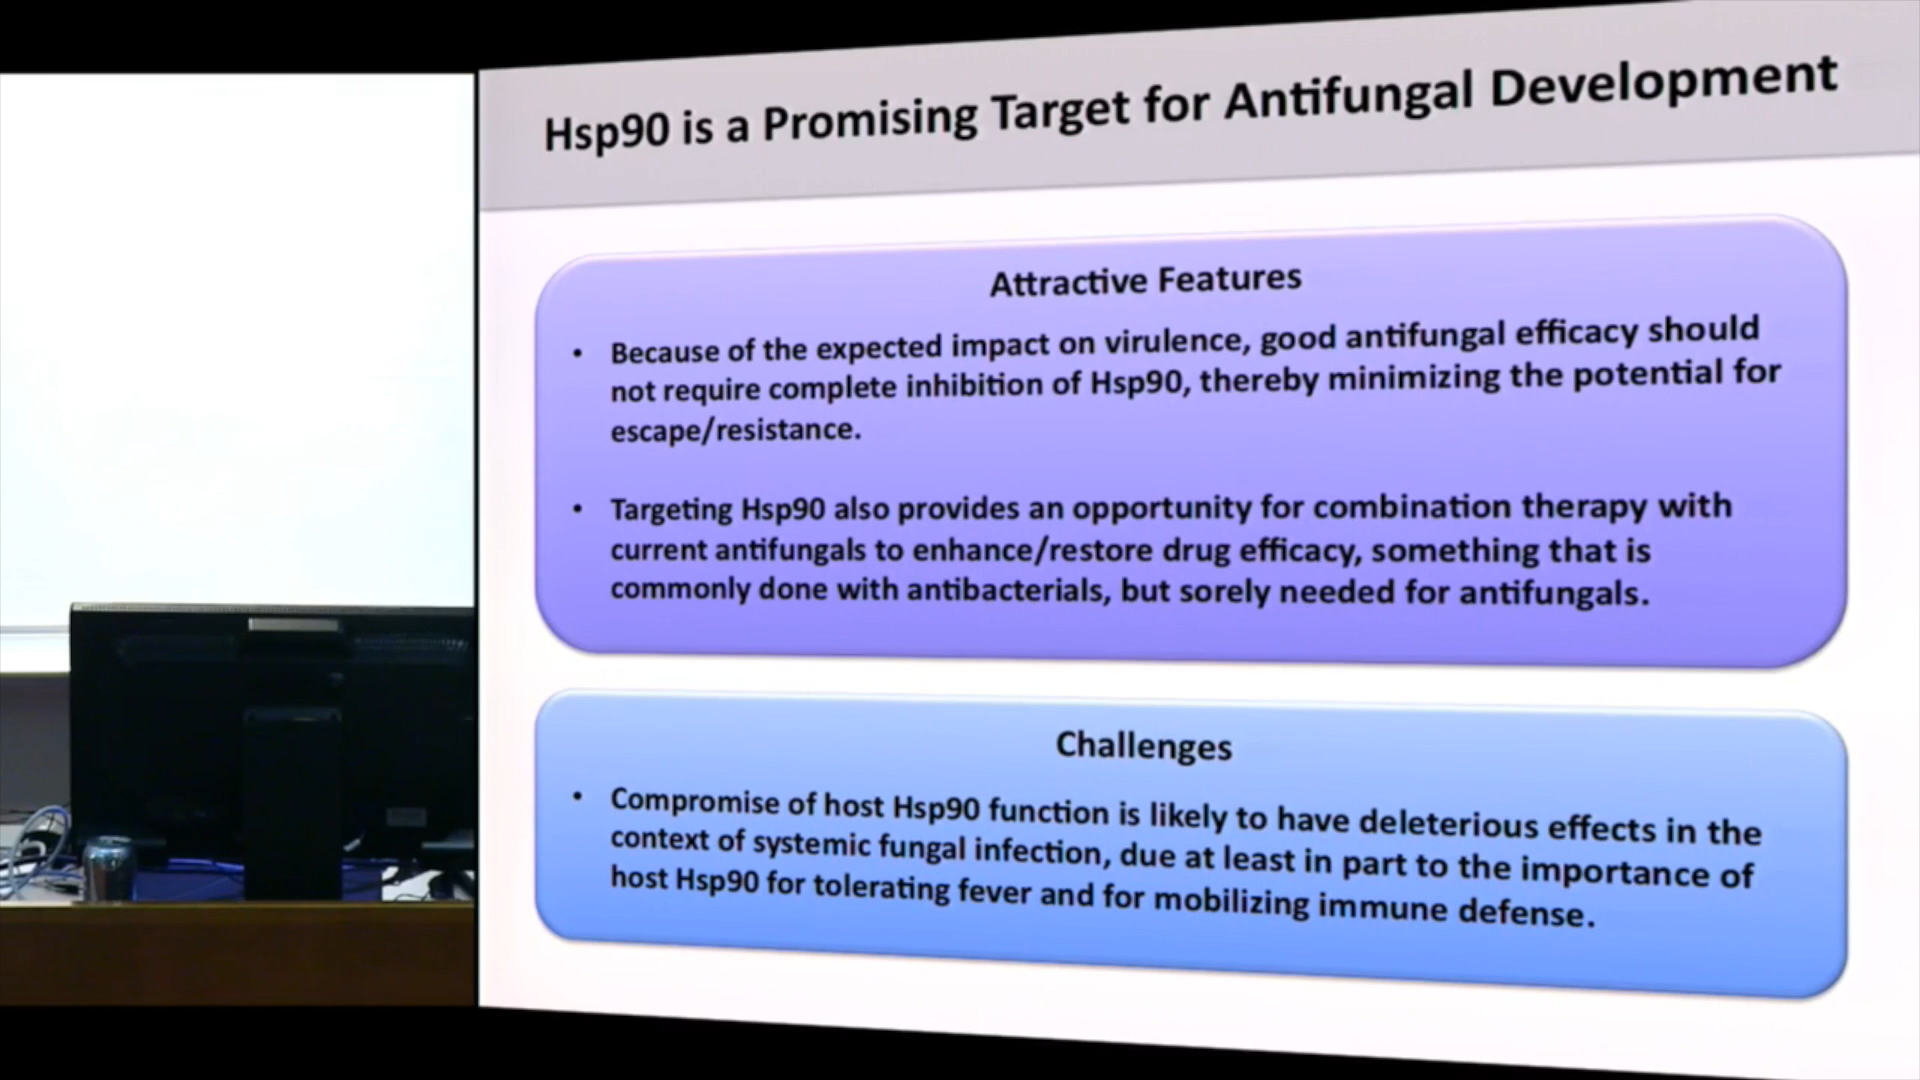 Hsp90 is a Promising Target for Antifungal Development
Attractive Features
• Because of the expected impact on virulence, good antifungal efficacy should
not require complete inhibition of Hsp90, thereby minimizing the potential for
escape/resistance.
• Targeting Hsp90 also provides an opportunity for combination therapy with
current antifungals to enhance/restore drug efficacy, something that is
commonly done with antibacterials, but sorely needed for antifungals.
Challenges
• Compromise of host Hsp90 function is likely to have deleterious effects in the
context of systemic fungal infection, due at least in part to the importance of
host Hsp90 for tolerating fever and for mobilizing immune defense.